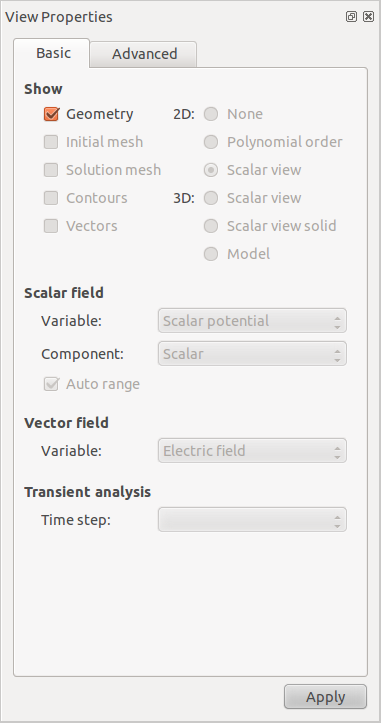 View Properties
Basic Advanced
Show
Geometry 2D: None
Initial mesh Polynomial order
Solution mesh Scalar view
Contours 3D: Scalar view
Vectors Scalar view solid
Model
Scalar field
Variable: Scalar potential
Component: Scalar
Auto range
Vector field
Variable: Electric field
Transient analysis
Time step:
Apply